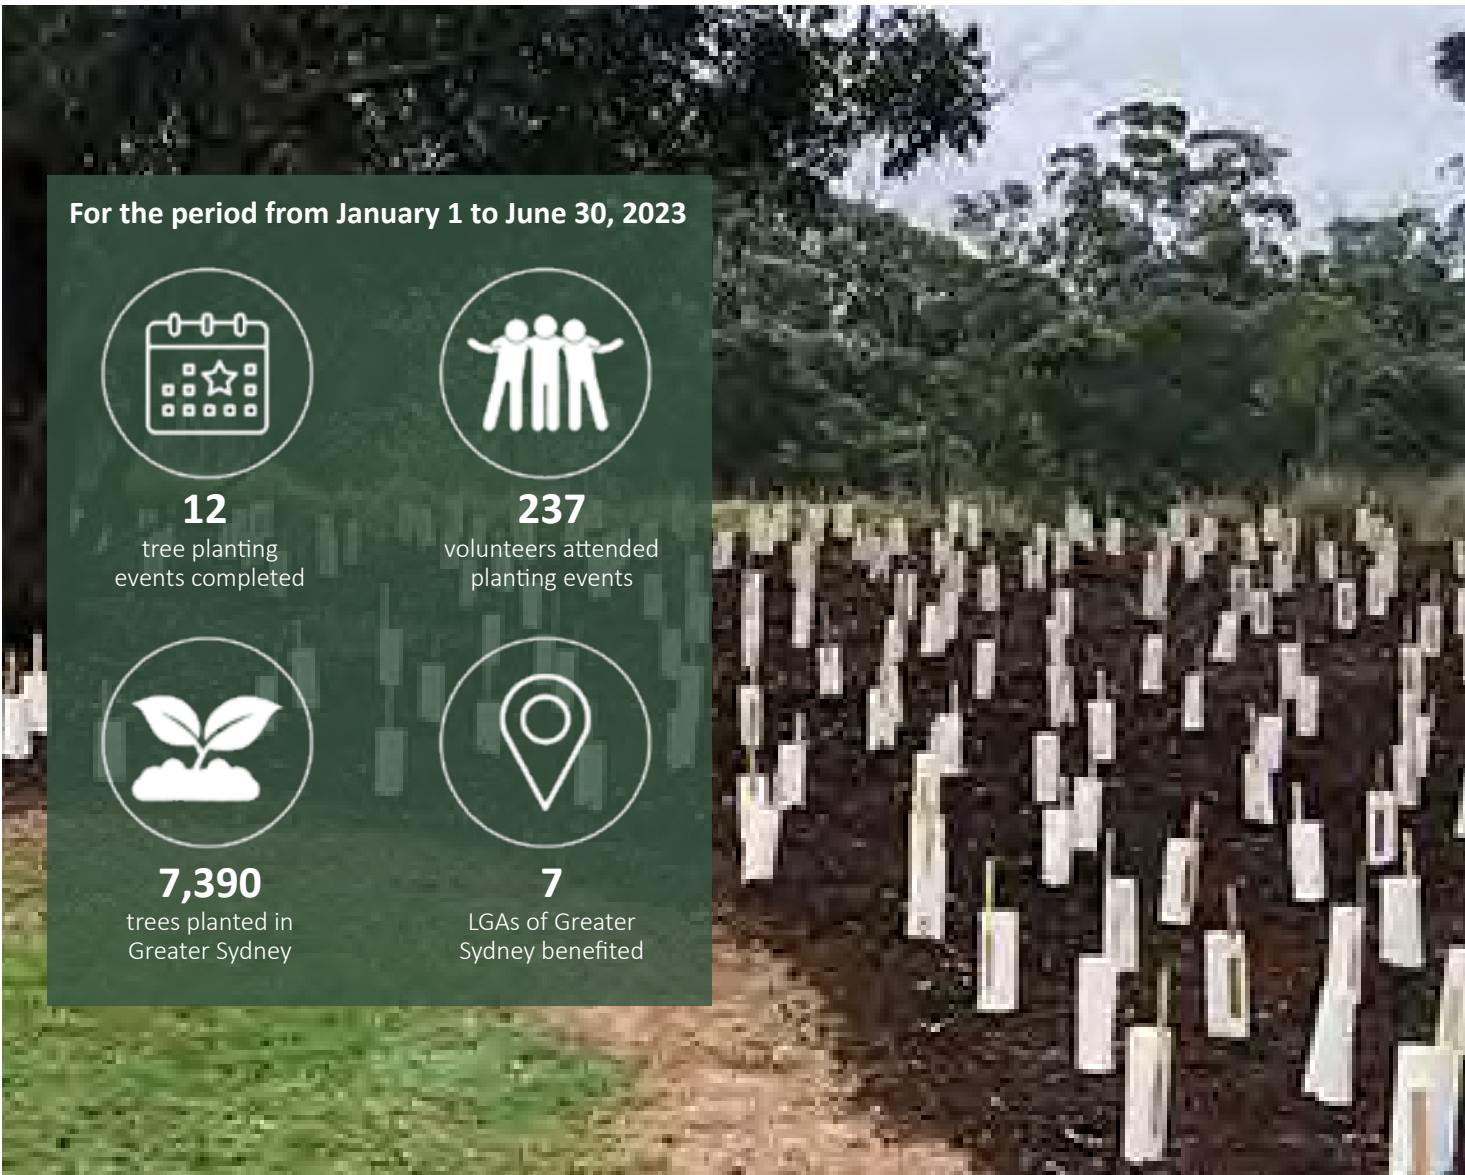 For the period from January 1 to June 30, 2023
12
tree planting
events completed
237
volunteers attended
planting events
7,390
trees planted in
Greater Sydney
7
LGAs of Greater
Sydney benefited